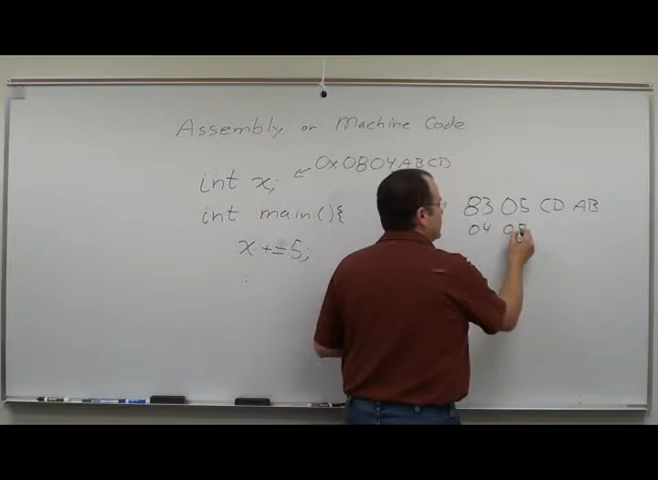 Assembly or Machine Code
int x; ← 0x0804ABCD
int main(){
x += 5;
:
83 05 CD AB
04